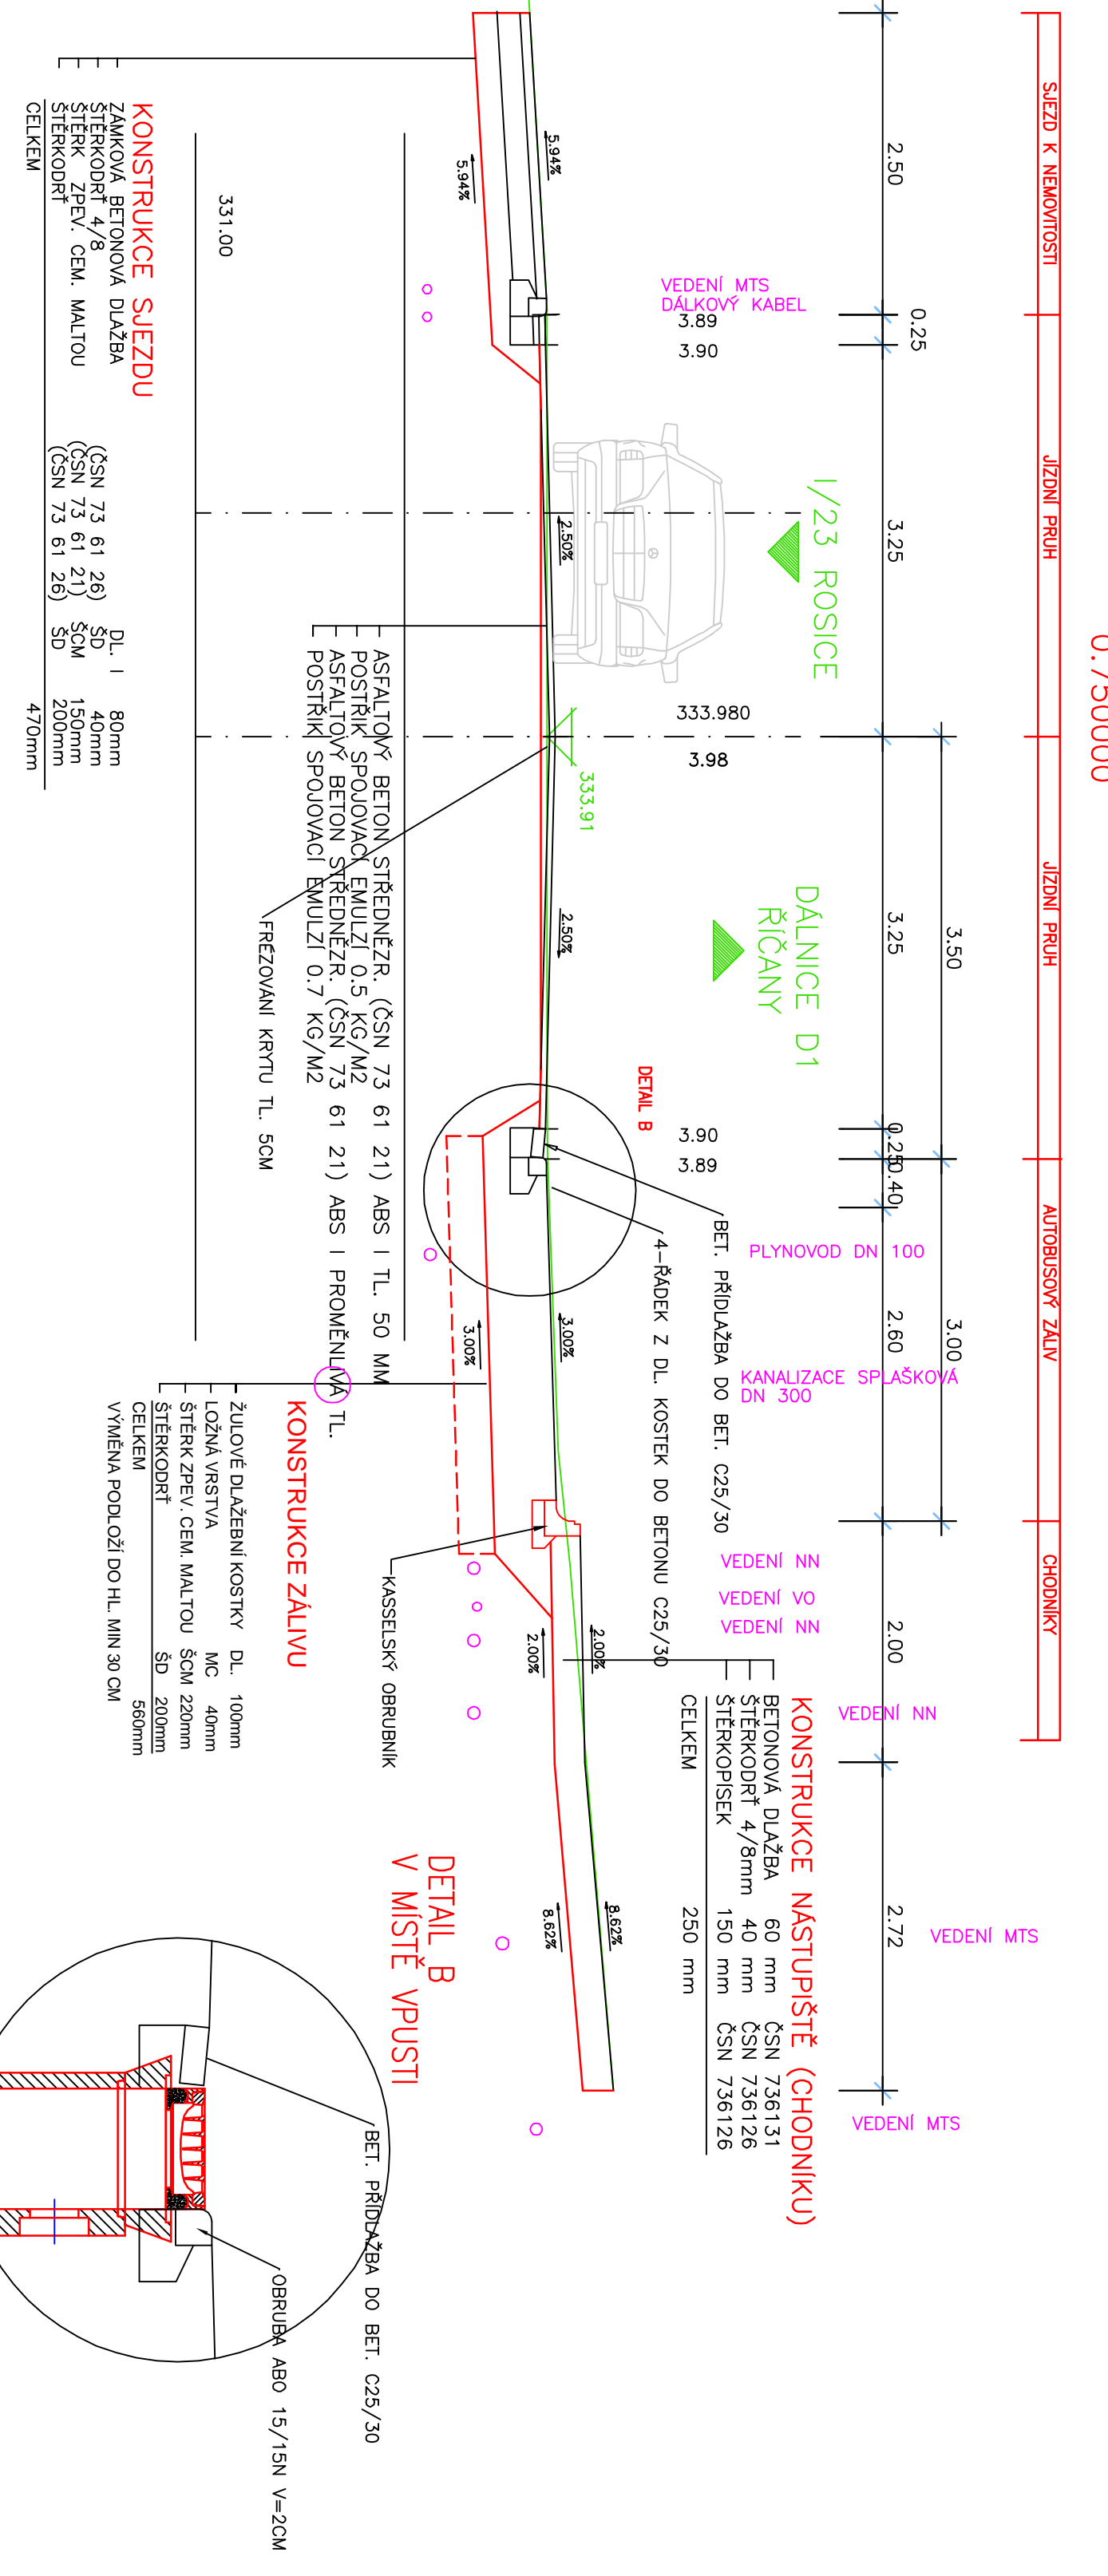 0.750000
SJEZD K NEMOVITOSTI
JÍZDNÍ PRUH
JÍZDNÍ PRUH
AUTOBUSOVÝ ZÁLIV
CHODNÍKY
3.50
3.00
2.50
0.25
3.25
3.25
0.25
0.40
2.60
2.00
2.72
VEDENÍ MTS
DÁLKOVÝ KABEL
3.89
3.90
I/23 ROSICE
333.980
3.98
333.91
DÁLNICE D1
ŘÍČANY
DETAIL B
3.90
3.89
PLYNOVOD DN 100
KANALIZACE SPLAŠKOVÁ
DN 300
VEDENÍ NN
VEDENÍ VO
VEDENÍ NN
VEDENÍ NN
VEDENÍ MTS
VEDENÍ MTS
5.94%
5.94%
2.50%
2.50%
3.00%
3.00%
2.00%
2.00%
8.62%
8.62%
BET. PŘÍDLAŽBA DO BET. C25/30
4-ŘÁDEK Z DL. KOSTEK DO BETONU C25/30
KASSELSKÝ OBRUBNÍK
KONSTRUKCE NÁSTUPIŠTĚ (CHODNÍKU)
BETONOVÁ DLAŽBA 60 mm ČSN 736131
ŠTĚRKODRŤ 4/8mm 40 mm ČSN 736126
ŠTĚRKOPÍSEK 150 mm ČSN 736126
CELKEM 250 mm
ASFALTOVÝ BETON STŘEDNĚZR. (ČSN 73 61 21) ABS I TL. 50 MM
POSTŘIK SPOJOVACÍ EMULZÍ 0.5 KG/M2
ASFALTOVÝ BETON STŘEDNĚZR. (ČSN 73 61 21) ABS I PROMĚNLIVÁ TL.
POSTŘIK SPOJOVACÍ EMULZÍ 0.7 KG/M2
FRÉZOVÁNÍ KRYTU TL. 5CM
331.00
KONSTRUKCE SJEZDU
ZÁMKOVÁ BETONOVÁ DLAŽBA DL. I 80mm
ŠTĚRKODRŤ 4/8 (ČSN 73 61 26) ŠD 40mm
ŠTĚRK ZPEV. CEM. MALTOU (ČSN 73 61 21) ŠCM 150mm
ŠTĚRKODRŤ (ČSN 73 61 26) ŠD 200mm
CELKEM 470mm
KONSTRUKCE ZÁLIVU
ŽULOVÉ DLAŽEBNÍ KOSTKY DL. 100mm
LOŽNÁ VRSTVA MC 40mm
ŠTĚRK ZPEV. CEM. MALTOU ŠCM 220mm
ŠTĚRKODRŤ ŠD 200mm
CELKEM 560mm
VÝMĚNA PODLOŽÍ DO HL. MIN 30 CM
DETAIL B
V MÍSTĚ VPUSTI
BET. PŘÍDLAŽBA DO BET. C25/30
OBRUBA ABO 15/15N V=2CM